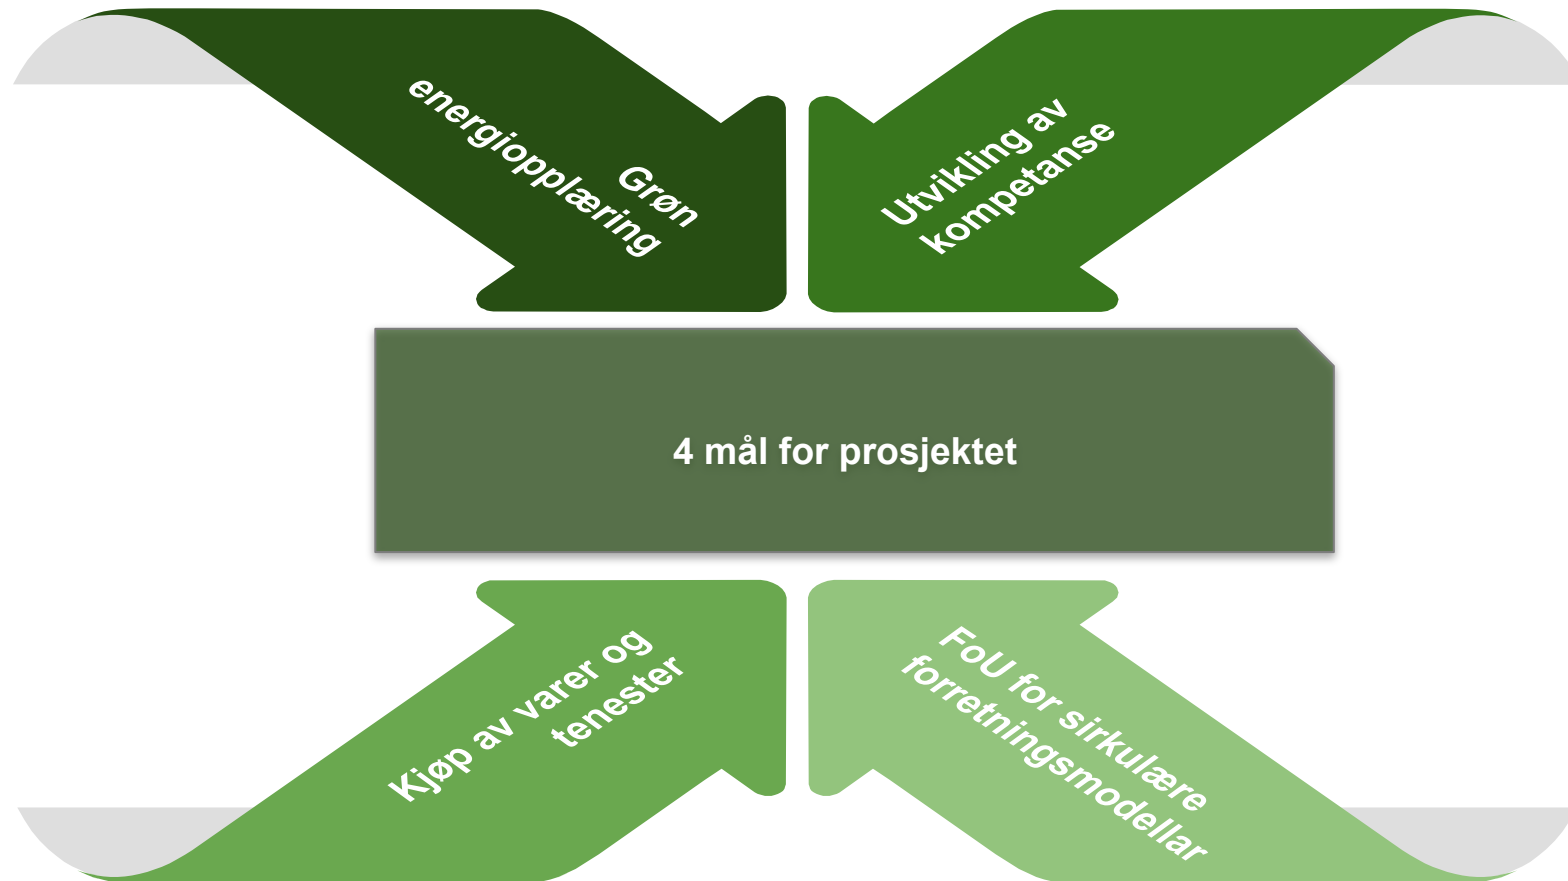 Grøn
energiopplæring
Utvikling av
kompetanse
4 mål for prosjektet
Kjøp av varer og
tenester
FoU for sirkulære
forretningsmodellar